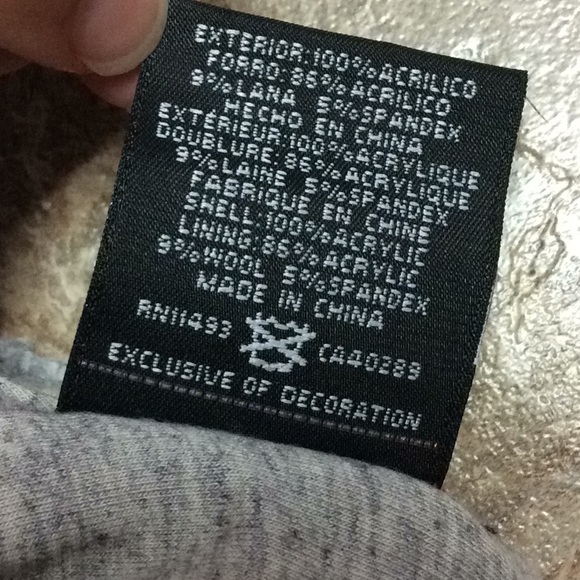 EXTERIOR:100%ACRILICO
FORRO:86%ACRILICO
9%LANA 5%SPANDEX
HECHO EN CHINA
EXTÉRIEUR:100%ACRYLIQUE
DOUBLURE:86%ACRYLIQUE
9%LAINE 5%SPANDEX
FABRIQUE EN CHINE
SHELL:100%ACRYLIC
LINING:86%ACRYLIC
9%WOOL 5%SPANDEX
MADE IN CHINA
RN11493 CA40289
EXCLUSIVE OF DECORATION